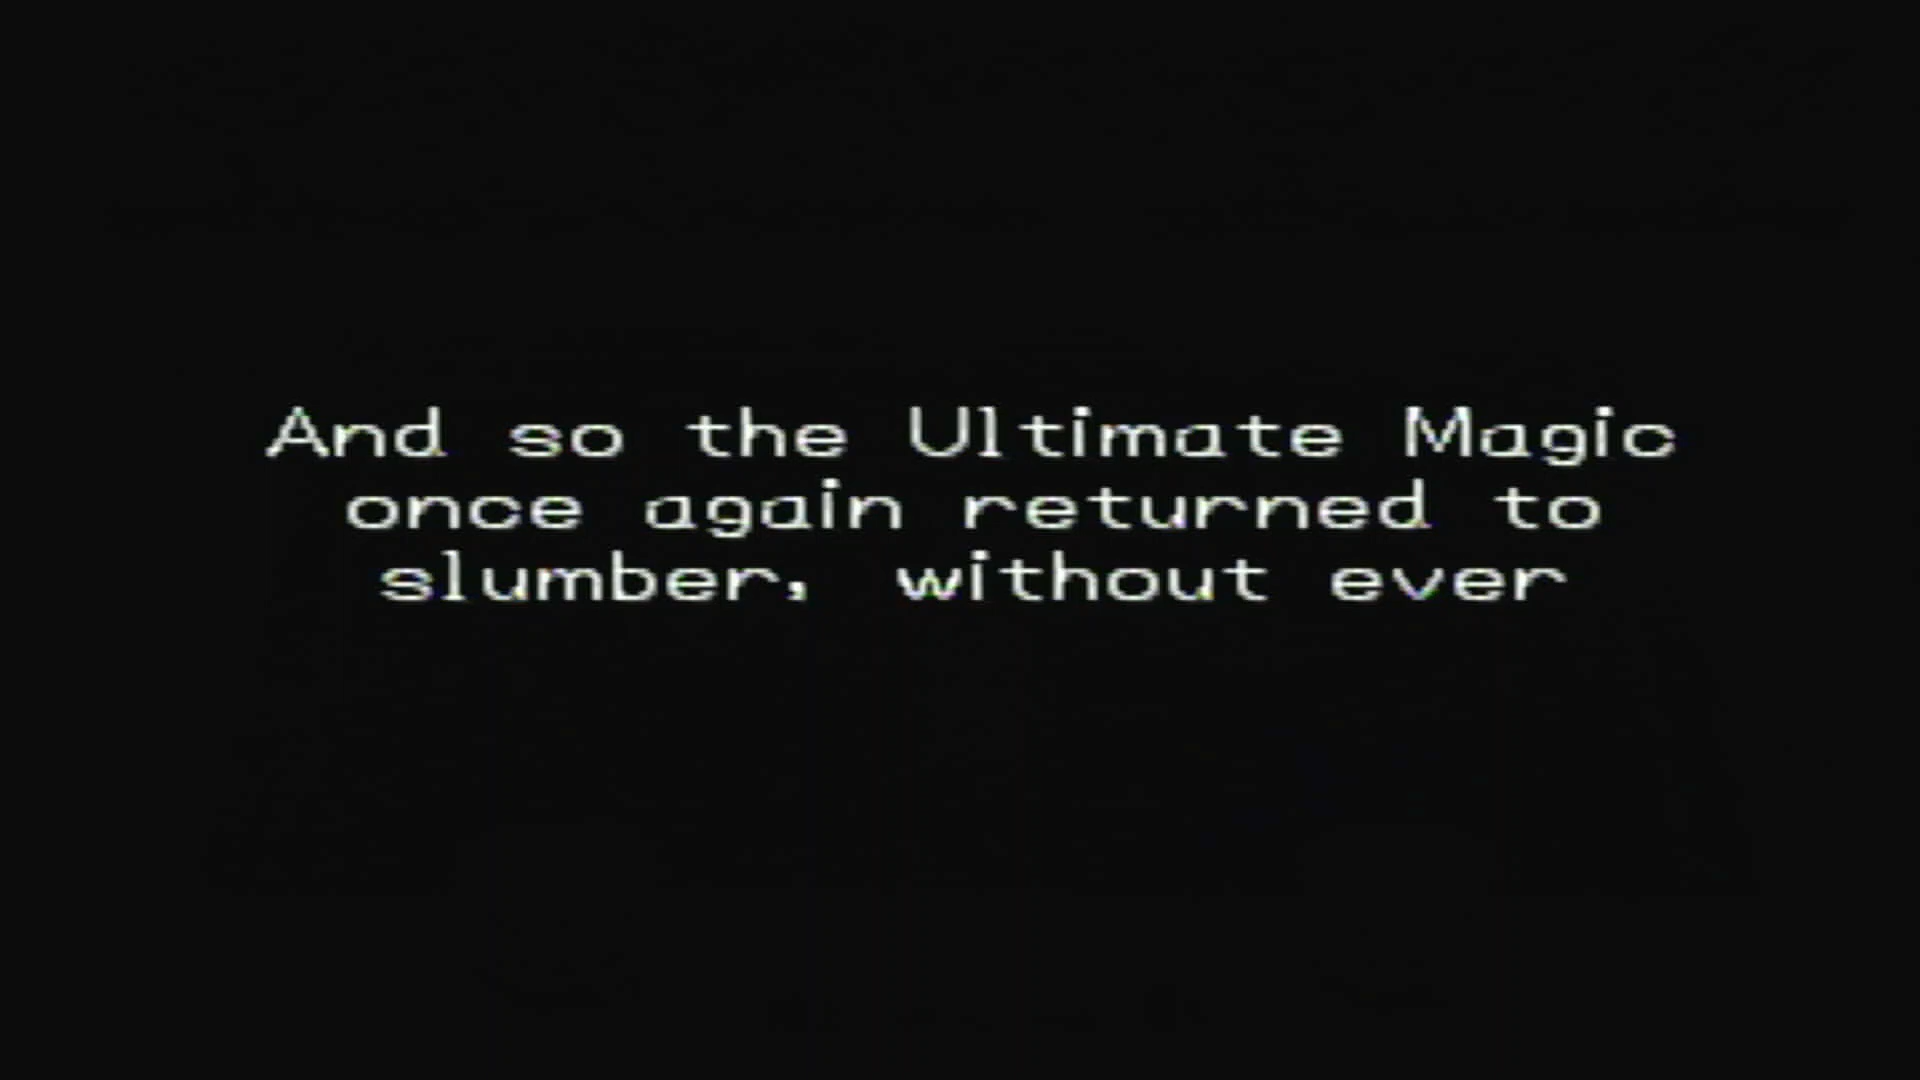 And so the Ultimate Magic
once again returned to
slumber, without ever